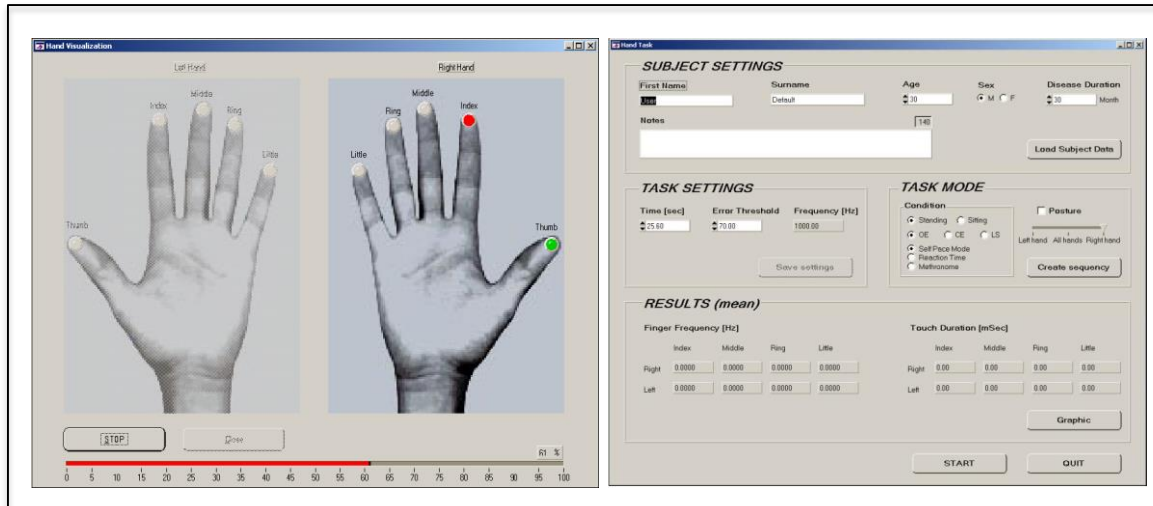 Hand Visualization
Left Hand
Right Hand
Middle
Index
Ring
Little
Thumb
Middle
Index
Ring
Little
Thumb
STOP
Close
61 %
0 5 10 15 20 25 30 35 40 45 50 55 60 65 70 75 80 85 90 95 100
Hand Task
SUBJECT SETTINGS
First Name Surname Age Sex Disease Duration
User Default 30 M F 30 Month
Notes 140
Load Subject Data
TASK SETTINGS
Time [sec] Error Threshold Frequency [Hz]
25.60 70.00 1000.00
Save settings
TASK MODE
Condition
Standing Sitting
OE CE LS
Self Pace Mode
Reaction Time
Methronome
Posture
Left hand All hands Right hand
Create sequency
RESULTS (mean)
Finger Frequency [Hz]
Index Middle Ring Little
Right 0.0000 0.0000 0.0000 0.0000
Left 0.0000 0.0000 0.0000 0.0000
Touch Duration [mSec]
Index Middle Ring Little
Right 0.00 0.00 0.00 0.00
Left 0.00 0.00 0.00 0.00
Graphic
START QUIT